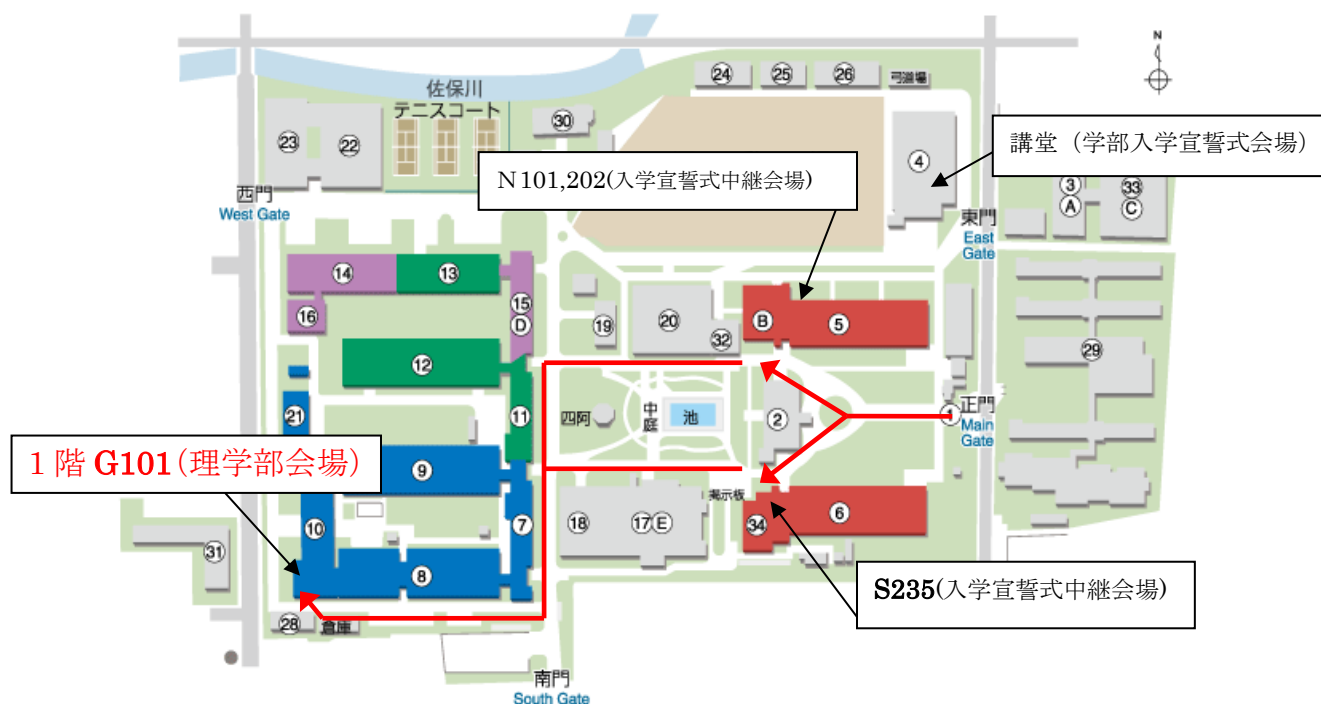 N
24
25
26
弓道場
佐保川
テニスコート
30
23
22
4
講堂（学部入学宣誓式会場）
N101,202(入学宣誓式中継会場)
3
A
33
C
西門
West Gate
東門
East
Gate
14
13
15
D
16
19
20
32
B
5
12
29
21
11
四阿
中庭
池
2
1
正門
Main
Gate
1階 G101(理学部会場)
9
10
7
18
17
E
掲示板
34
6
31
8
S235(入学宣誓式中継会場)
28
倉庫
南門
South Gate